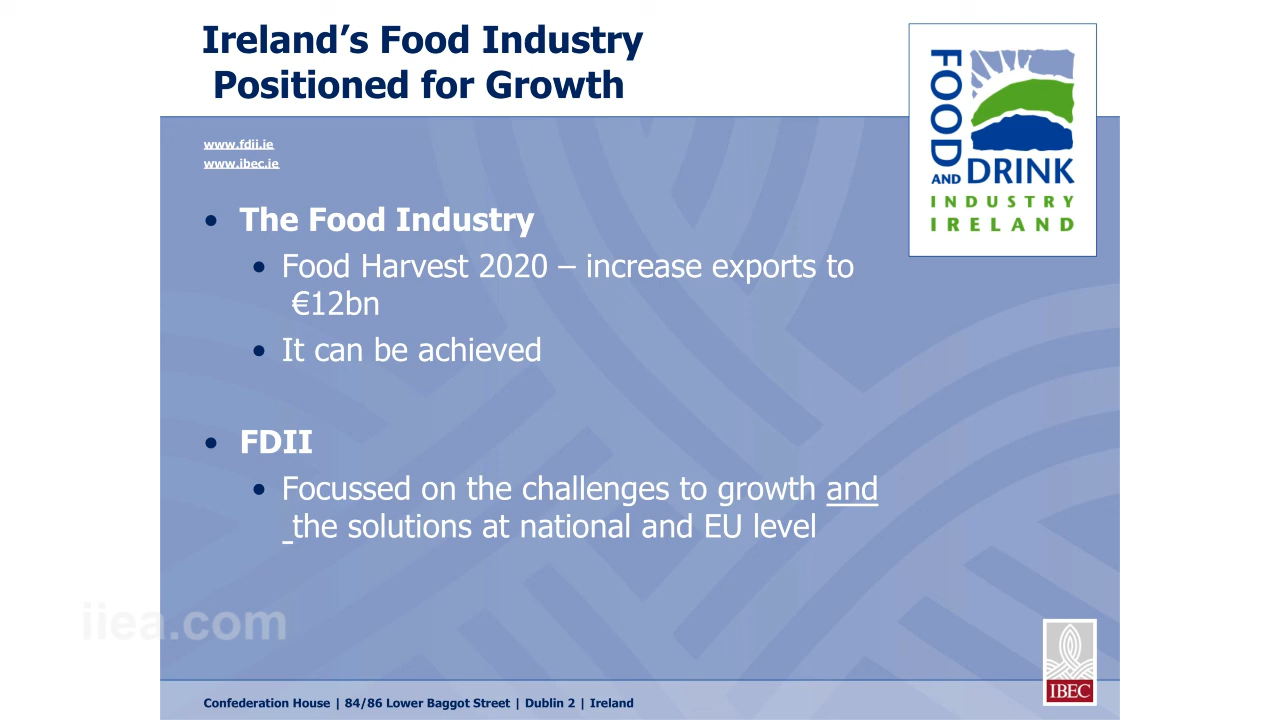 Ireland’s Food Industry
Positioned for Growth
FOOD
AND DRINK
INDUSTRY
IRELAND
www.fdii.ie
www.ibec.ie
• The Food Industry
• Food Harvest 2020 – increase exports to
€12bn
• It can be achieved
• FDII
• Focussed on the challenges to growth and
the solutions at national and EU level
iiea.com
IBEC
Confederation House | 84/86 Lower Baggot Street | Dublin 2 | Ireland